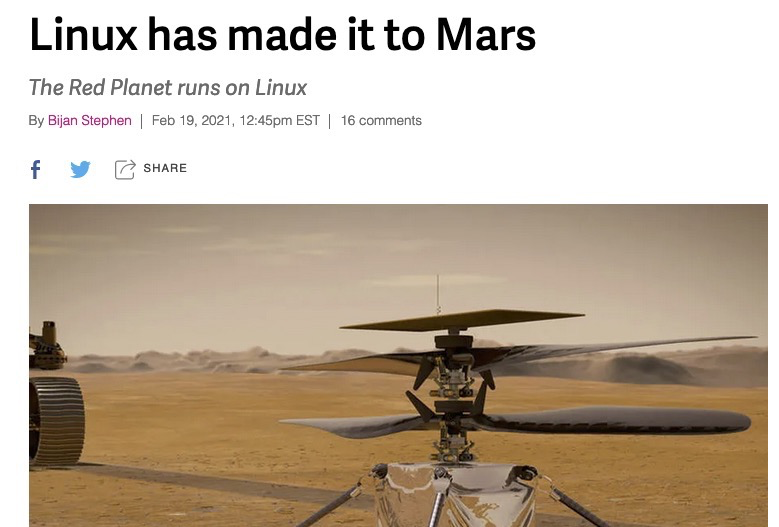 Linux has made it to Mars
The Red Planet runs on Linux
By Bijan Stephen | Feb 19, 2021, 12:45pm EST | 16 comments
SHARE